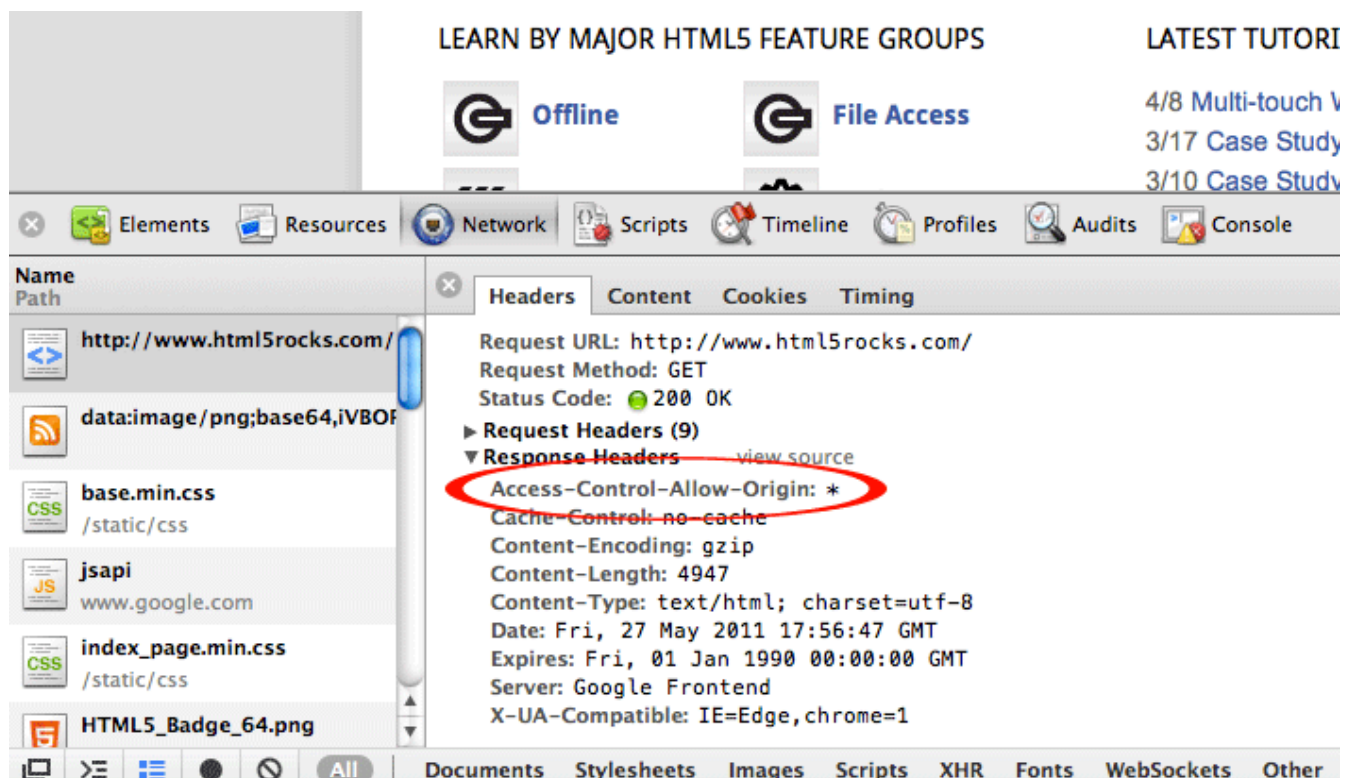 LEARN BY MAJOR HTML5 FEATURE GROUPS
LATEST TUTORI
Offline
File Access
4/8 Multi-touch
3/17 Case Study
3/10 Case Study
Elements
Resources
Network
Scripts
Timeline
Profiles
Audits
Console
Name
Path
Headers
Content
Cookies
Timing
http://www.html5rocks.com/
data:image/png;base64,iVBOR
base.min.css
/static/css
jsapi
www.google.com
index_page.min.css
/static/css
HTML5_Badge_64.png
Request URL: http://www.html5rocks.com/
Request Method: GET
Status Code: 200 OK
Request Headers (9)
Response Headers view source
Access-Control-Allow-Origin: *
Cache-Control: no-cache
Content-Encoding: gzip
Content-Length: 4947
Content-Type: text/html; charset=utf-8
Date: Fri, 27 May 2011 17:56:47 GMT
Expires: Fri, 01 Jan 1990 00:00:00 GMT
Server: Google Frontend
X-UA-Compatible: IE=Edge,chrome=1
All
Documents
Stylesheets
Images
Scripts
XHR
Fonts
WebSockets
Other